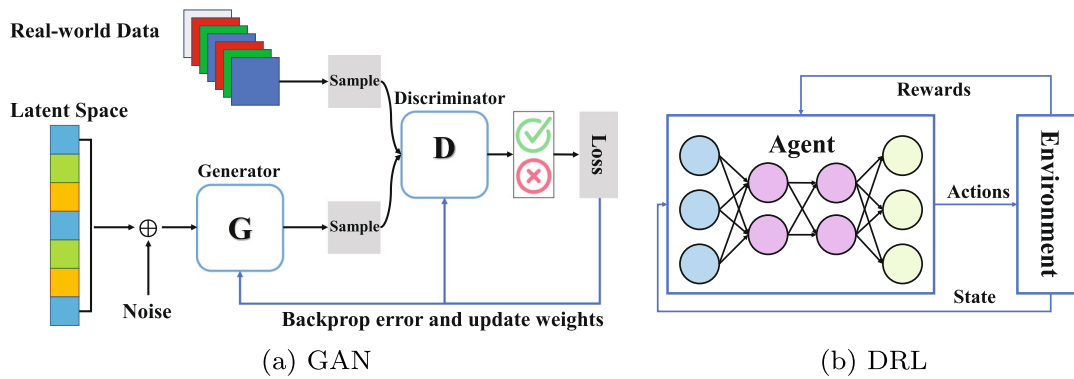 Real-world Data
Sample
Latent Space
Discriminator
D
Loss
Generator
G
Sample
Noise
Backprop error and update weights
(a) GAN
Rewards
Agent
Environment
Actions
State
(b) DRL